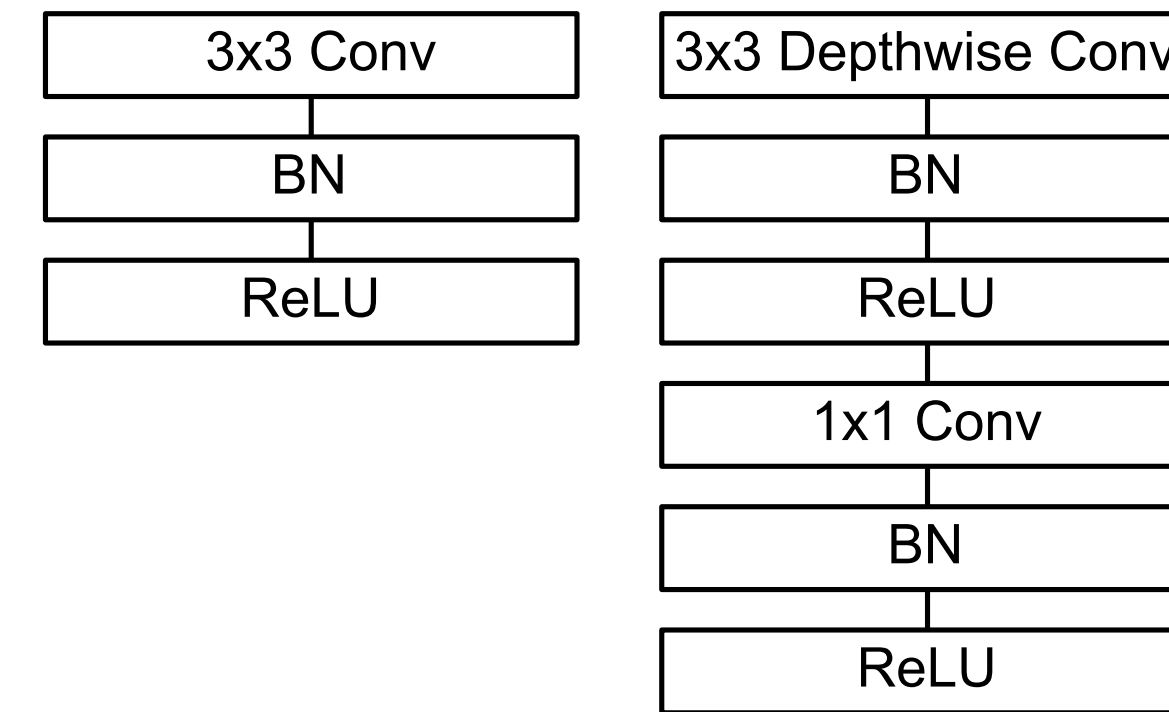 3x3 Conv
BN
ReLU
3x3 Depthwise Conv
BN
ReLU
1x1 Conv
BN
ReLU